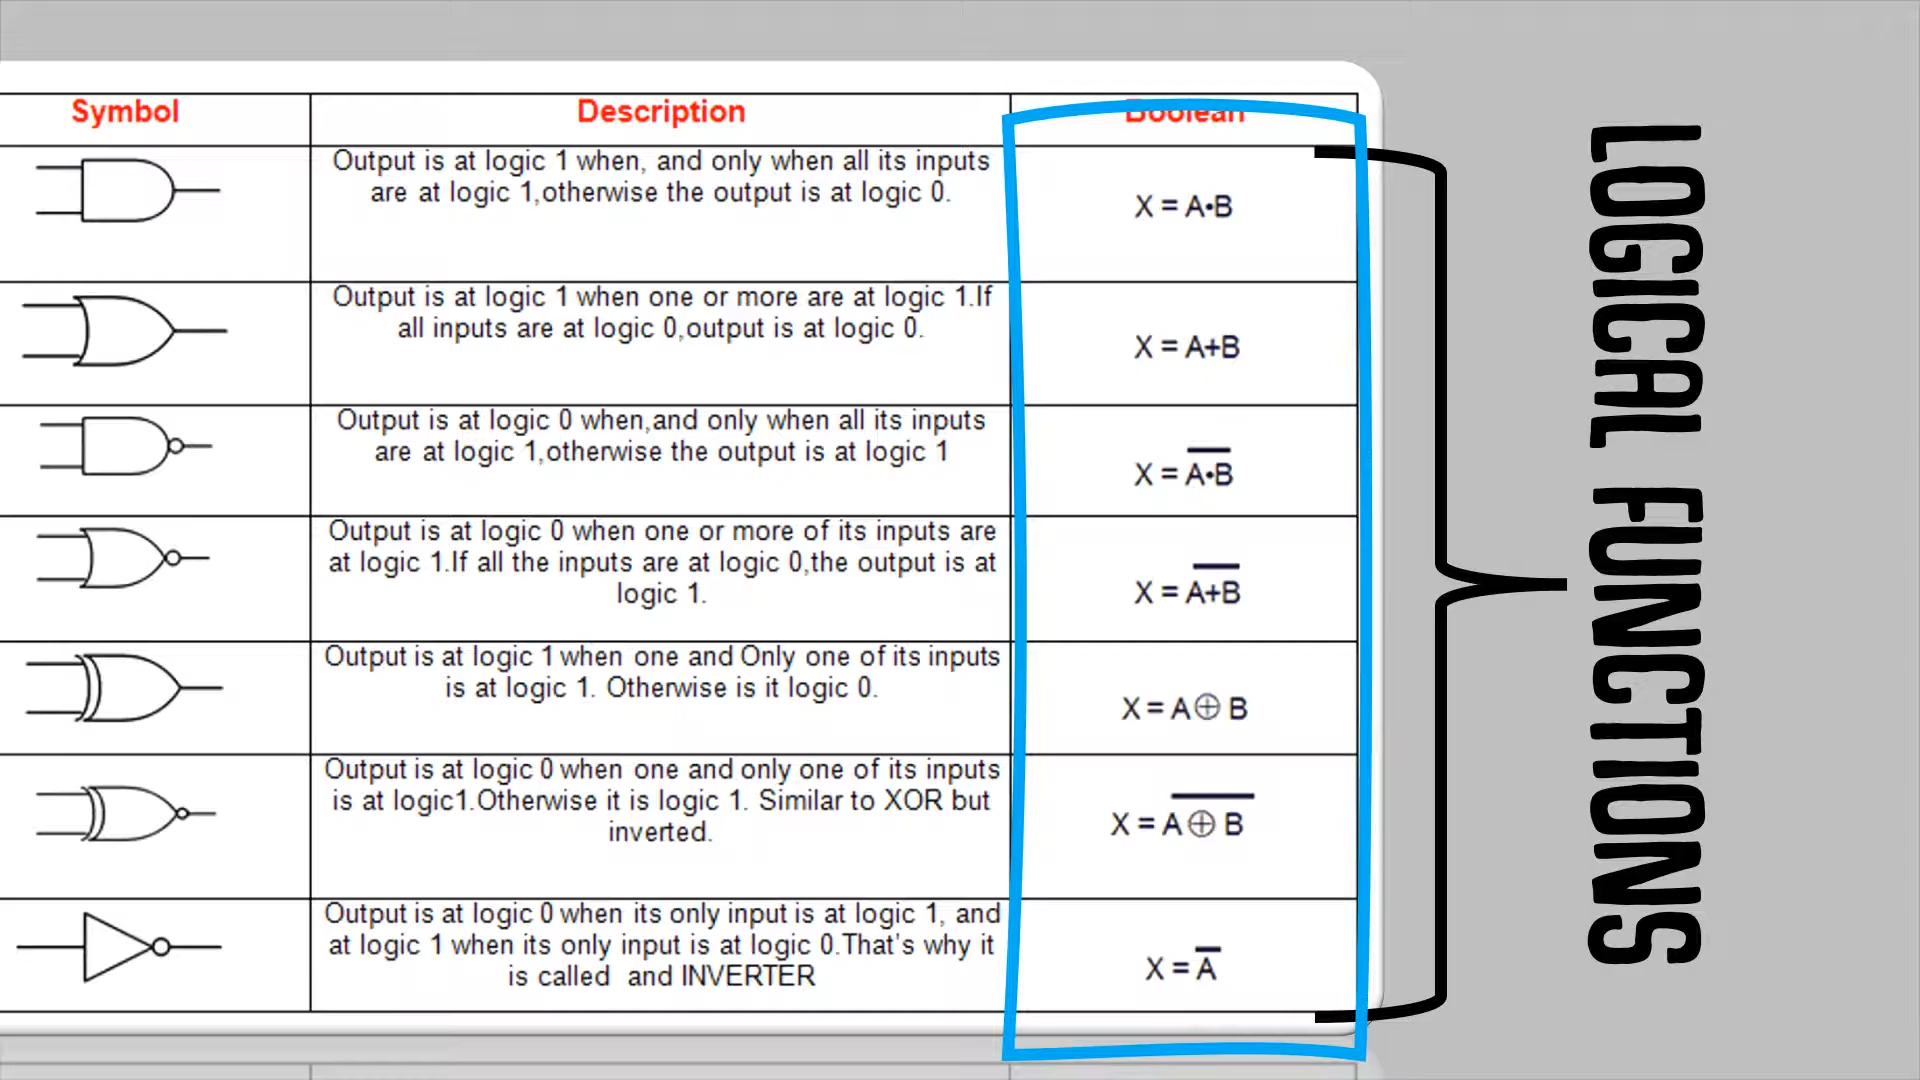 Symbol
Description
Boolean
Output is at logic 1 when, and only when all its inputs
are at logic 1,otherwise the output is at logic 0.
X = A•B
Output is at logic 1 when one or more are at logic 1.If
all inputs are at logic 0,output is at logic 0.
X = A+B
Output is at logic 0 when,and only when all its inputs
are at logic 1,otherwise the output is at logic 1
X = A̅•̅B̅
Output is at logic 0 when one or more of its inputs are
at logic 1.If all the inputs are at logic 0,the output is at
logic 1.
X = A̅+̅B̅
Output is at logic 1 when one and Only one of its inputs
is at logic 1. Otherwise is it logic 0.
X = A ⊕ B
Output is at logic 0 when one and only one of its inputs
is at logic1.Otherwise it is logic 1. Similar to XOR but
inverted.
X = A̅ ̅⊕̅ ̅B̅
Output is at logic 0 when its only input is at logic 1, and
at logic 1 when its only input is at logic 0.That's why it
is called and INVERTER
X = A̅
LOGICAL FUNCTIONS